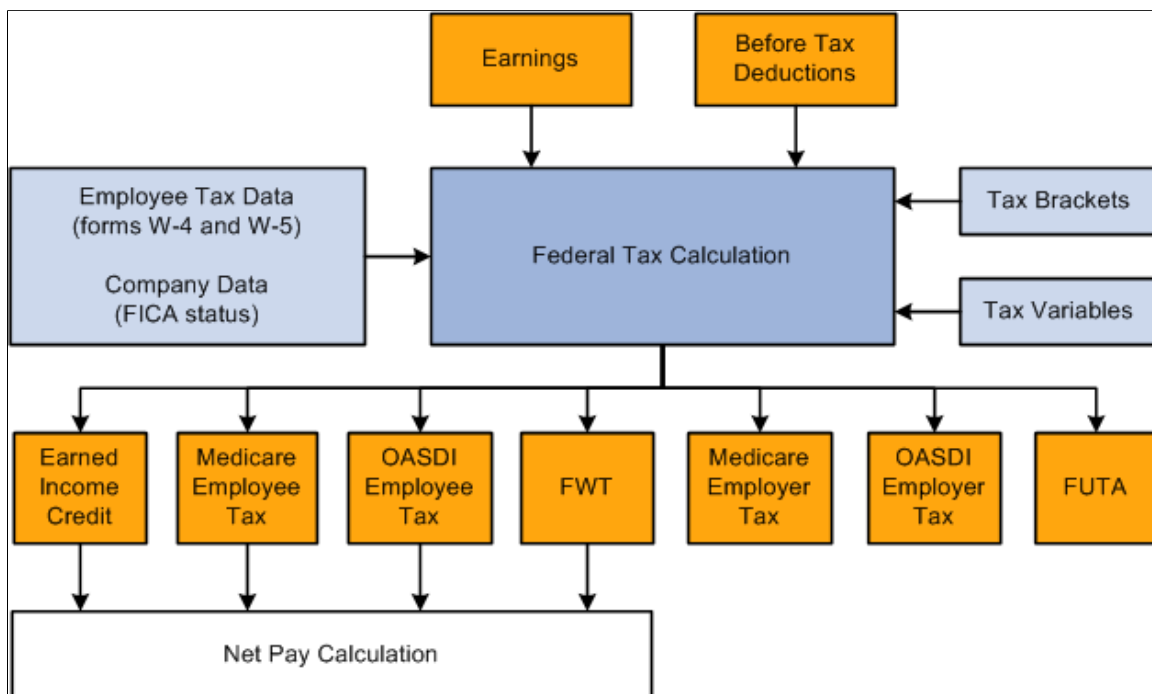 Earnings
Before Tax
Deductions
Employee Tax Data
(forms W-4 and W-5)
Company Data
(FICA status)
Federal Tax Calculation
Tax Brackets
Tax Variables
Earned
Income
Credit
Medicare
Employee
Tax
OASDI
Employee
Tax
FWT
Medicare
Employer
Tax
OASDI
Employer
Tax
FUTA
Net Pay Calculation